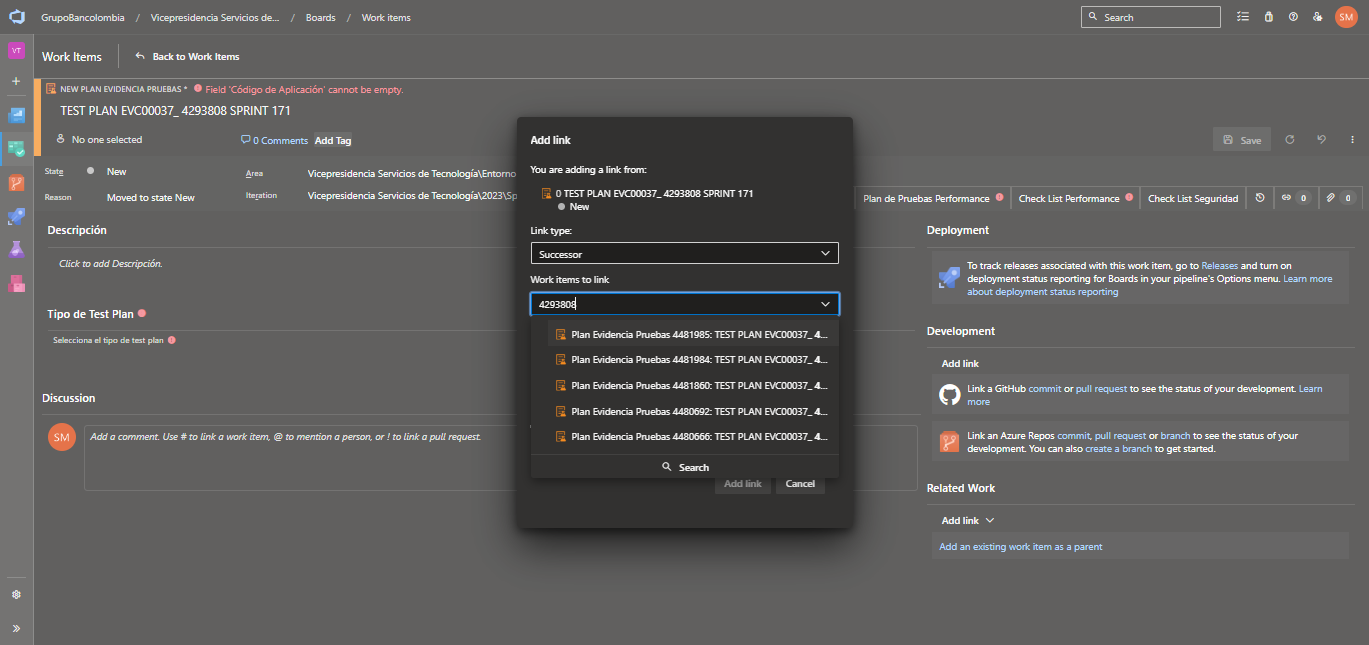 GrupoBancolombia / Vicepresidencia Servicios de... / Boards / Work items
Search
SM
VT
Work Items
Back to Work Items
NEW PLAN EVIDENCIA PRUEBAS * Field 'Código de Aplicación' cannot be empty.
TEST PLAN EVC00037_ 4293808 SPRINT 171
No one selected
0 Comments
Add Tag
Save
State
New
Area
Vicepresidencia Servicios de Tecnología\Entorno
Reason
Moved to state New
Iteration
Vicepresidencia Servicios de Tecnología\2023\Sp
Plan de Pruebas Performance
Check List Performance
Check List Seguridad
0
0
Descripción
Click to add Descripción.
Tipo de Test Plan
Selecciona el tipo de test plan
Discussion
SM
Add a comment. Use # to link a work item, @ to mention a person, or ! to link a pull request.
Add link
You are adding a link from:
0 TEST PLAN EVC00037_ 4293808 SPRINT 171
New
Link type:
Successor
Work items to link
4293808
Plan Evidencia Pruebas 4481985: TEST PLAN EVC00037_ 4...
Plan Evidencia Pruebas 4481984: TEST PLAN EVC00037_ 4...
Plan Evidencia Pruebas 4481860: TEST PLAN EVC00037_ 4...
Plan Evidencia Pruebas 4480692: TEST PLAN EVC00037_ 4...
Plan Evidencia Pruebas 4480666: TEST PLAN EVC00037_ 4...
Search
Add link
Cancel
Deployment
To track releases associated with this work item, go to Releases and turn on
deployment status reporting for Boards in your pipeline's Options menu. Learn more
about deployment status reporting
Development
Add link
Link a GitHub commit or pull request to see the status of your development. Learn
more
Link an Azure Repos commit, pull request or branch to see the status of your
development. You can also create a branch to get started.
Related Work
Add link
Add an existing work item as a parent